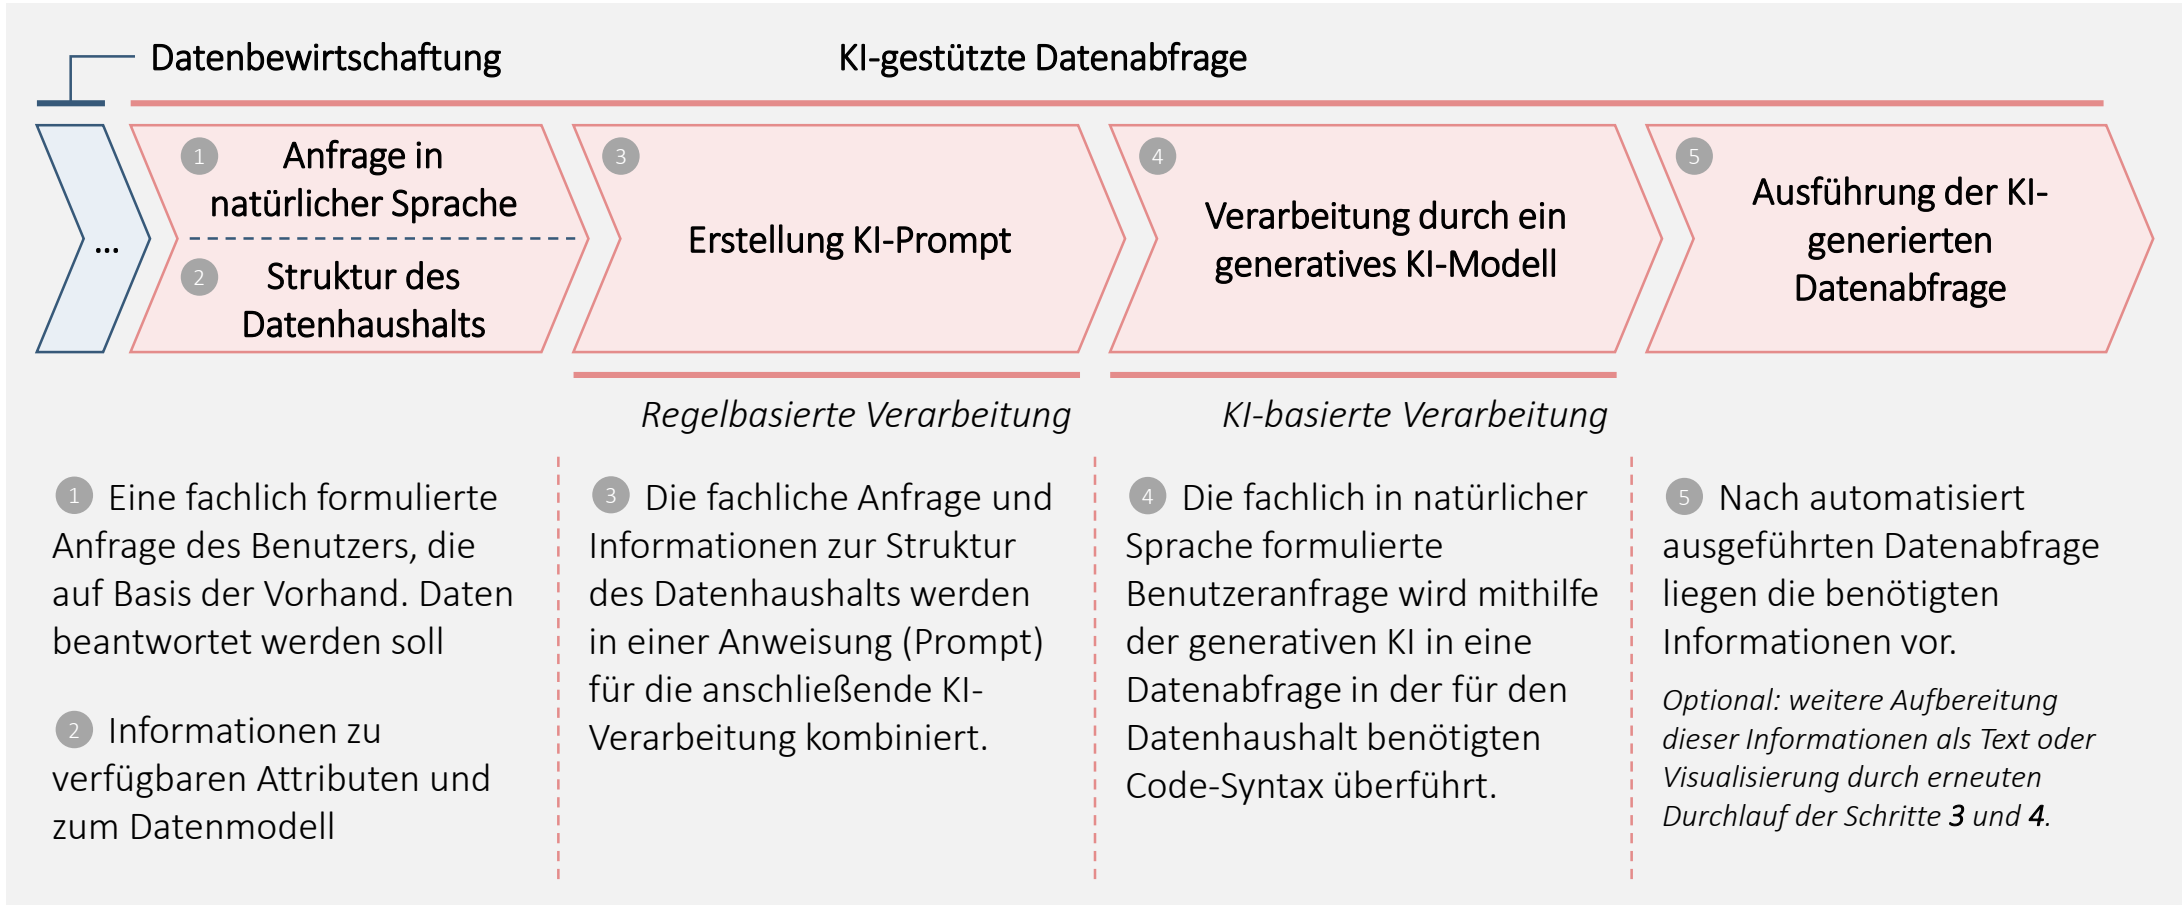 Datenbewirtschaftung
KI-gestützte Datenabfrage
...
1
Anfrage in
natürlicher Sprache
2
Struktur des
Datenhaushalts
3
Erstellung KI-Prompt
4
Verarbeitung durch ein
generatives KI-Modell
5
Ausführung der KI-
generierten
Datenabfrage
Regelbasierte Verarbeitung
KI-basierte Verarbeitung
1 Eine fachlich formulierte
Anfrage des Benutzers, die
auf Basis der Vorhand. Daten
beantwortet werden soll
2 Informationen zu
verfügbaren Attributen und
zum Datenmodell
3 Die fachliche Anfrage und
Informationen zur Struktur
des Datenhaushalts werden
in einer Anweisung (Prompt)
für die anschließende KI-
Verarbeitung kombiniert.
4 Die fachlich in natürlicher
Sprache formulierte
Benutzeranfrage wird mithilfe
der generativen KI in eine
Datenabfrage in der für den
Datenhaushalt benötigten
Code-Syntax überführt.
5 Nach automatisiert
ausgeführten Datenabfrage
liegen die benötigten
Informationen vor.
Optional: weitere Aufbereitung
dieser Informationen als Text oder
Visualisierung durch erneuten
Durchlauf der Schritte 3 und 4.